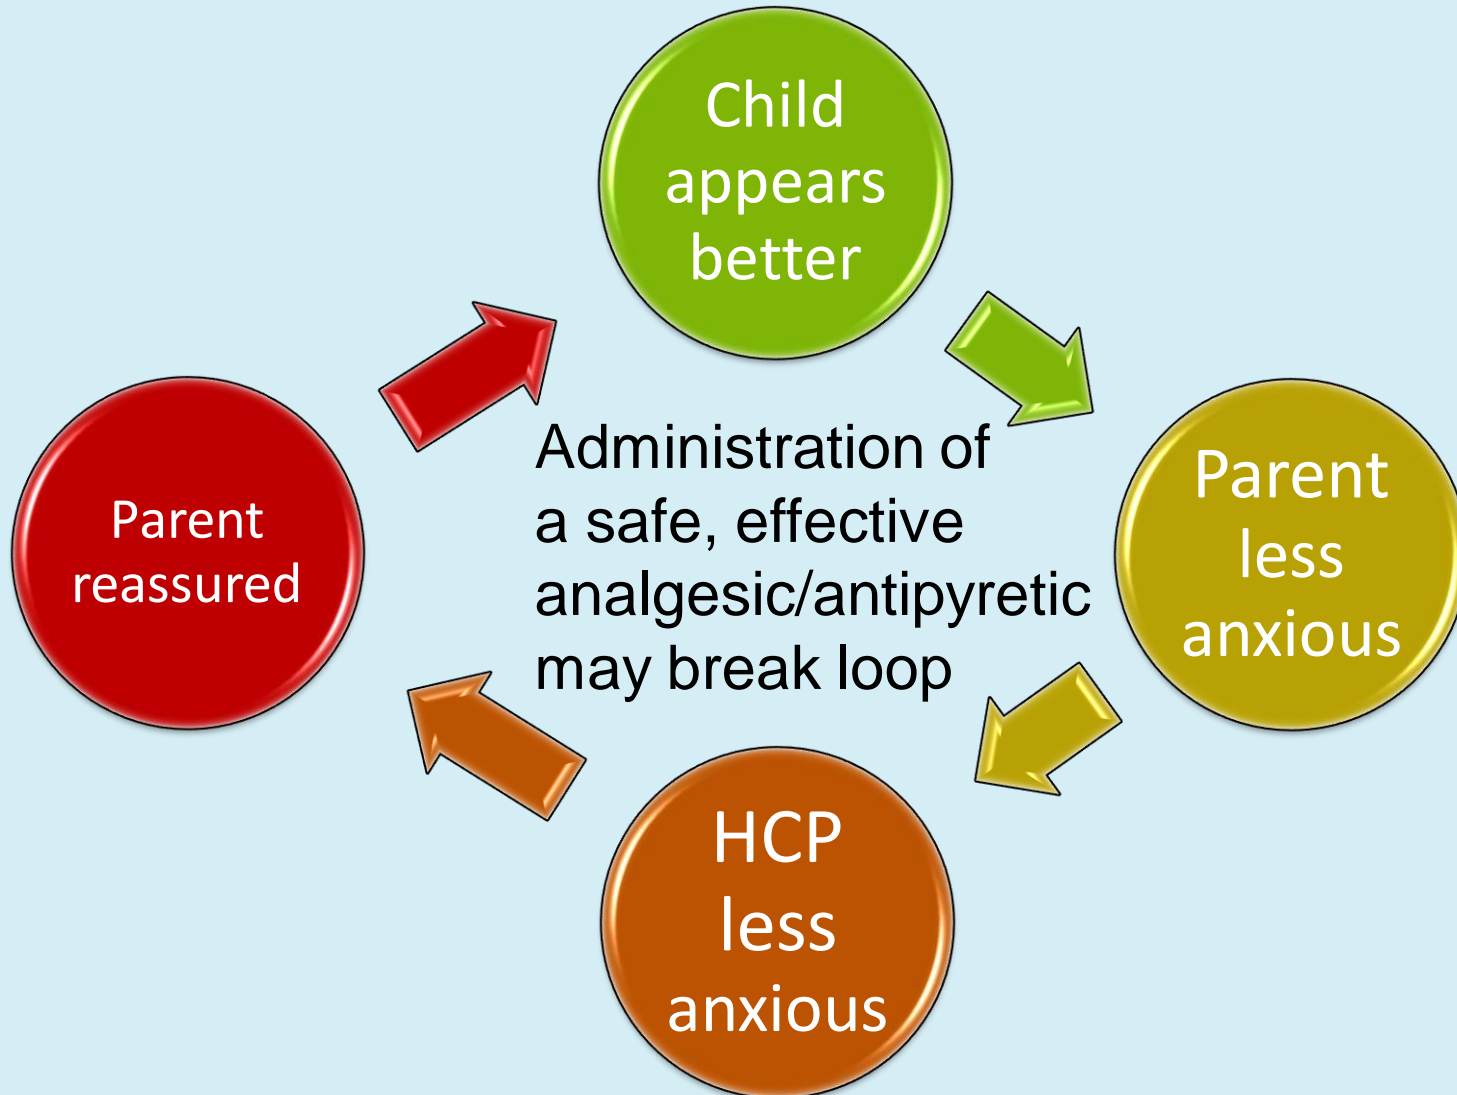 Child
appears
better
Parent
less
anxious
HCP
less
anxious
Parent
reassured
Administration of
a safe, effective
analgesic/antipyretic
may break loop